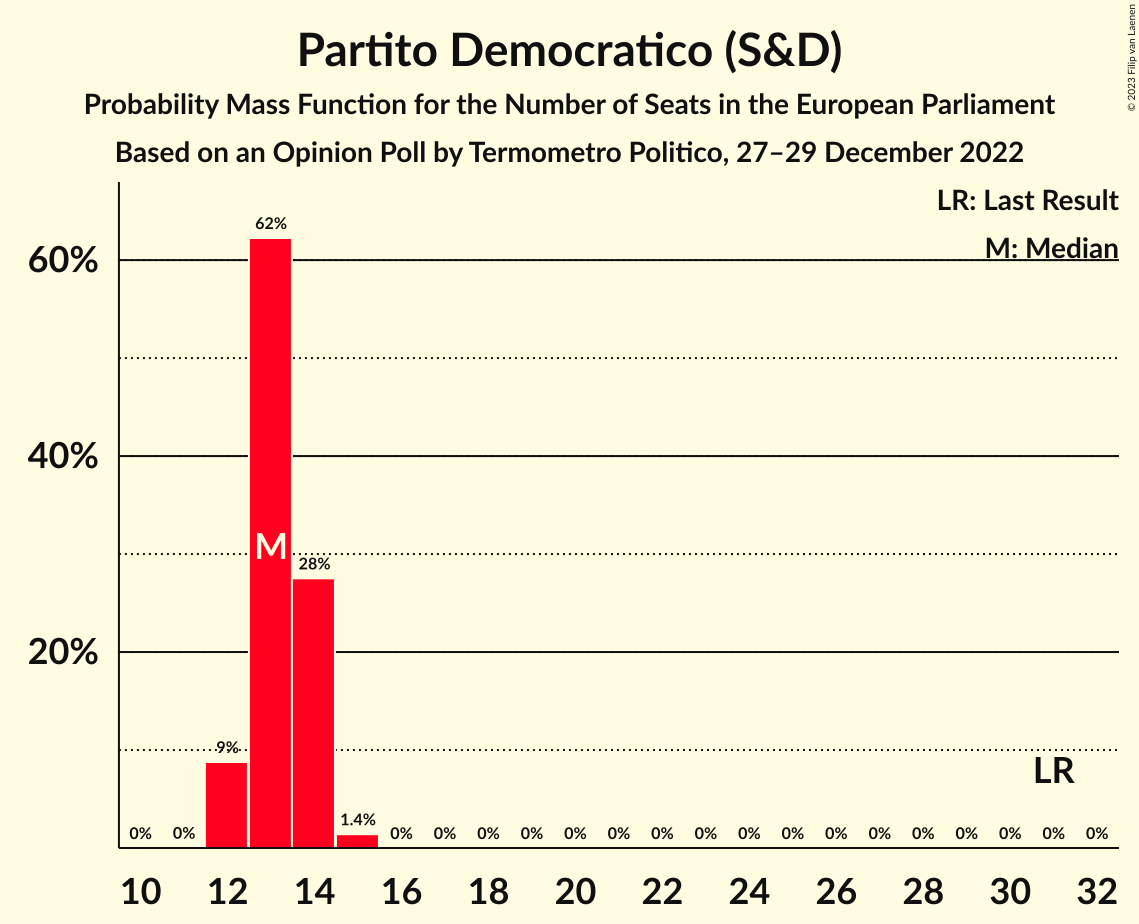 Partito Democratico (S&D)
Probability Mass Function for the Number of Seats in the European Parliament
Based on an Opinion Poll by Termometro Politico, 27–29 December 2022
© 2023 Filip van Laenen
LR: Last Result
M: Median
60%
40%
20%
0% 0% 9% 62% 28% 1.4% 0% 0% 0% 0% 0% 0% 0% 0% 0% 0% 0% 0% 0% 0% 0% 0% 0%
M
LR
10 12 14 16 18 20 22 24 26 28 30 32